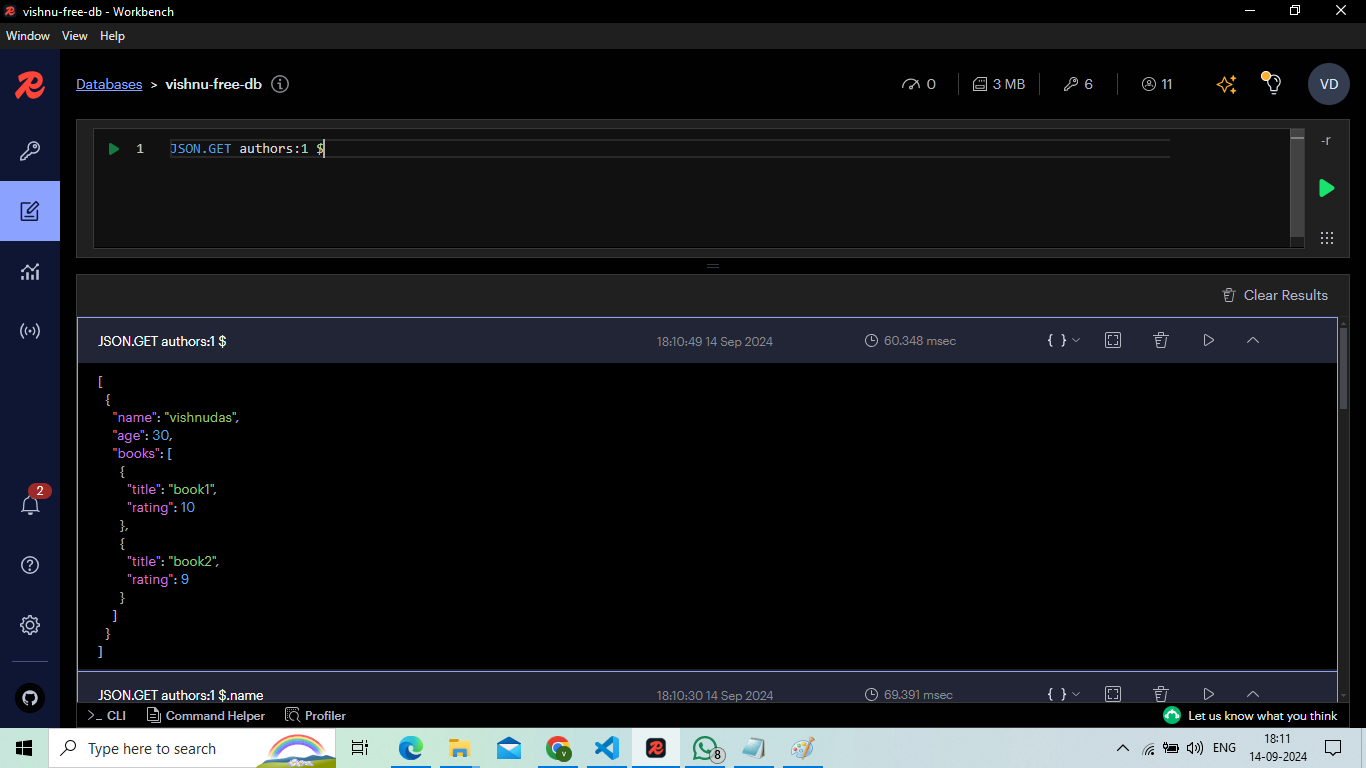 vishnu-free-db - Workbench
Window View Help
Databases > vishnu-free-db
0 3 MB 6 11
VD
1 JSON.GET authors:1 $
-r
Clear Results
JSON.GET authors:1 $ 18:10:49 14 Sep 2024 60.348 msec { }
[
{
"name": "vishnudas",
"age": 30,
"books": [
{
"title": "book1",
"rating": 10
},
{
"title": "book2",
"rating": 9
}
]
}
]
2
JSON.GET authors:1 $.name 18:10:30 14 Sep 2024 69.391 msec { }
>_ CLI Command Helper Profiler Let us know what you think
Type here to search
8
ENG
18:11
14-09-2024